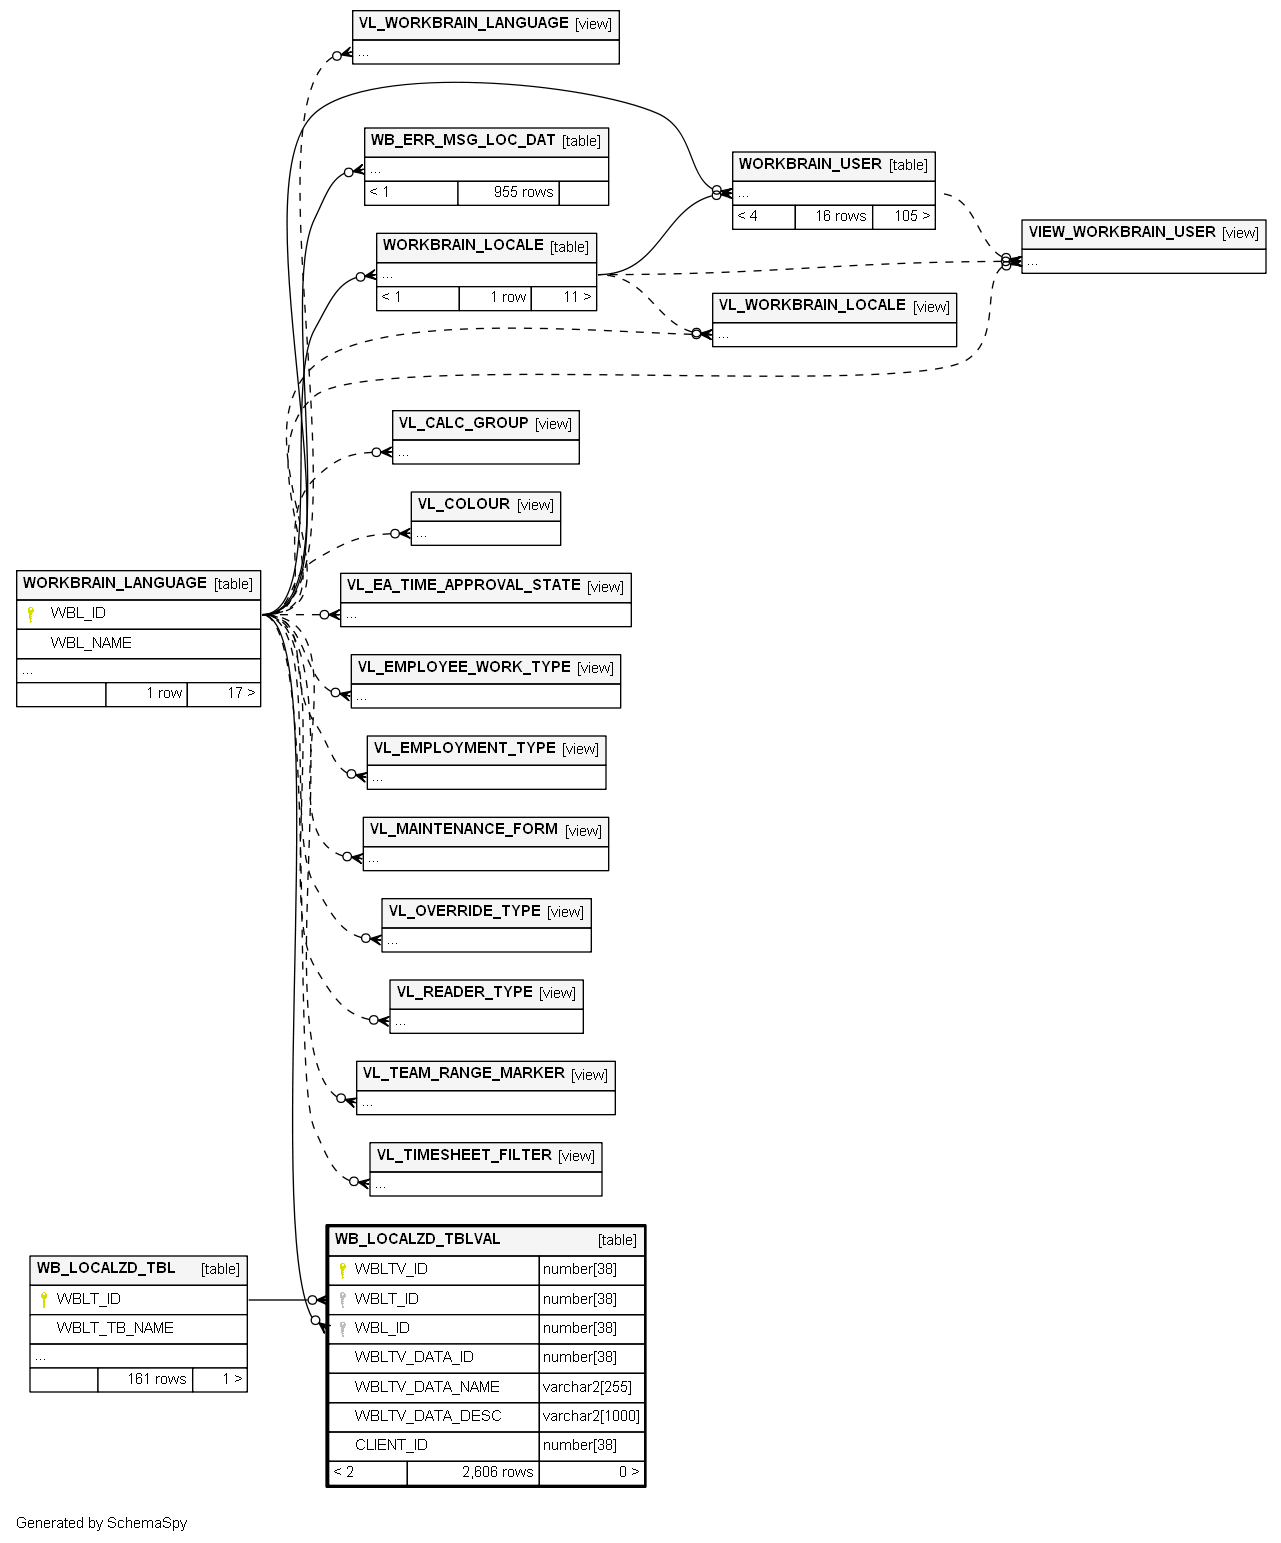 VL_WORKBRAIN_LANGUAGE [view]
...
WB_ERR_MSG_LOC_DAT [table]
...
< 1 955 rows
WORKBRAIN_USER [table]
...
< 4 16 rows 105 >
WORKBRAIN_LOCALE [table]
...
< 1 1 row 11 >
VIEW_WORKBRAIN_USER [view]
...
VL_WORKBRAIN_LOCALE [view]
...
VL_CALC_GROUP [view]
...
VL_COLOUR [view]
...
WORKBRAIN_LANGUAGE [table]
WBL_ID
WBL_NAME
...
1 row 17 >
VL_EA_TIME_APPROVAL_STATE [view]
...
VL_EMPLOYEE_WORK_TYPE [view]
...
VL_EMPLOYMENT_TYPE [view]
...
VL_MAINTENANCE_FORM [view]
...
VL_OVERRIDE_TYPE [view]
...
VL_READER_TYPE [view]
...
VL_TEAM_RANGE_MARKER [view]
...
VL_TIMESHEET_FILTER [view]
...
WB_LOCALZD_TBL [table]
WBLT_ID
WBLT_TB_NAME
...
161 rows 1 >
WB_LOCALZD_TBLVAL [table]
WBLTV_ID number[38]
WBLT_ID number[38]
WBL_ID number[38]
WBLTV_DATA_ID number[38]
WBLTV_DATA_NAME varchar2[255]
WBLTV_DATA_DESC varchar2[1000]
CLIENT_ID number[38]
< 2 2,606 rows 0 >
Generated by SchemaSpy